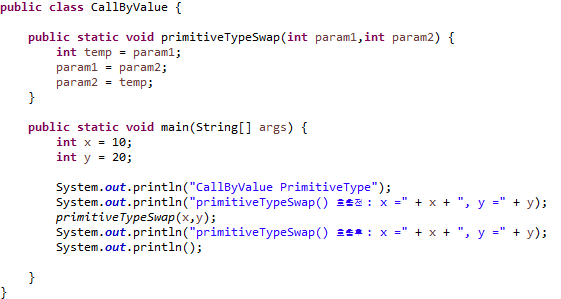 public class CallByValue {
public static void primitiveTypeSwap(int param1,int param2) {
int temp = param1;
param1 = param2;
param2 = temp;
}
public static void main(String[] args) {
int x = 10;
int y = 20;
System.out.println("CallByValue PrimitiveType");
System.out.println("primitiveTypeSwap() 호출전 : x =" + x + ", y =" + y);
primitiveTypeSwap(x,y);
System.out.println("primitiveTypeSwap() 호출후 : x =" + x + ", y =" + y);
System.out.println();
}
}